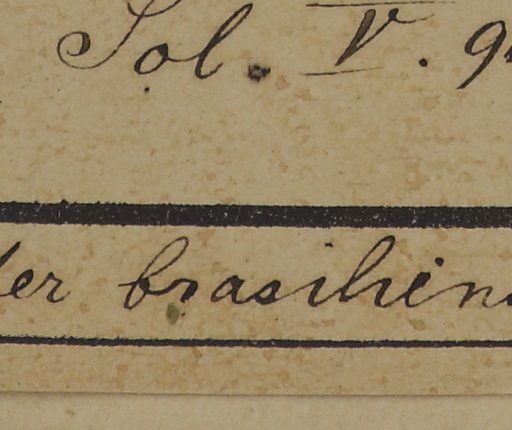 Sol. V.
brasilien